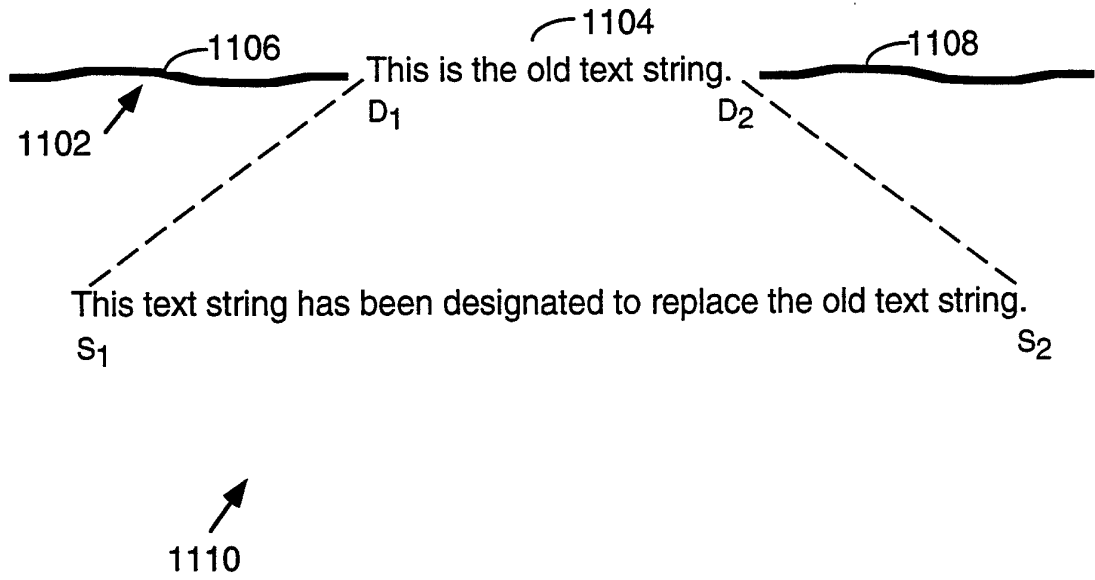 1104
1106 1108
This is the old text string.
D1 D2
1102
This text string has been designated to replace the old text string.
S1 S2
1110